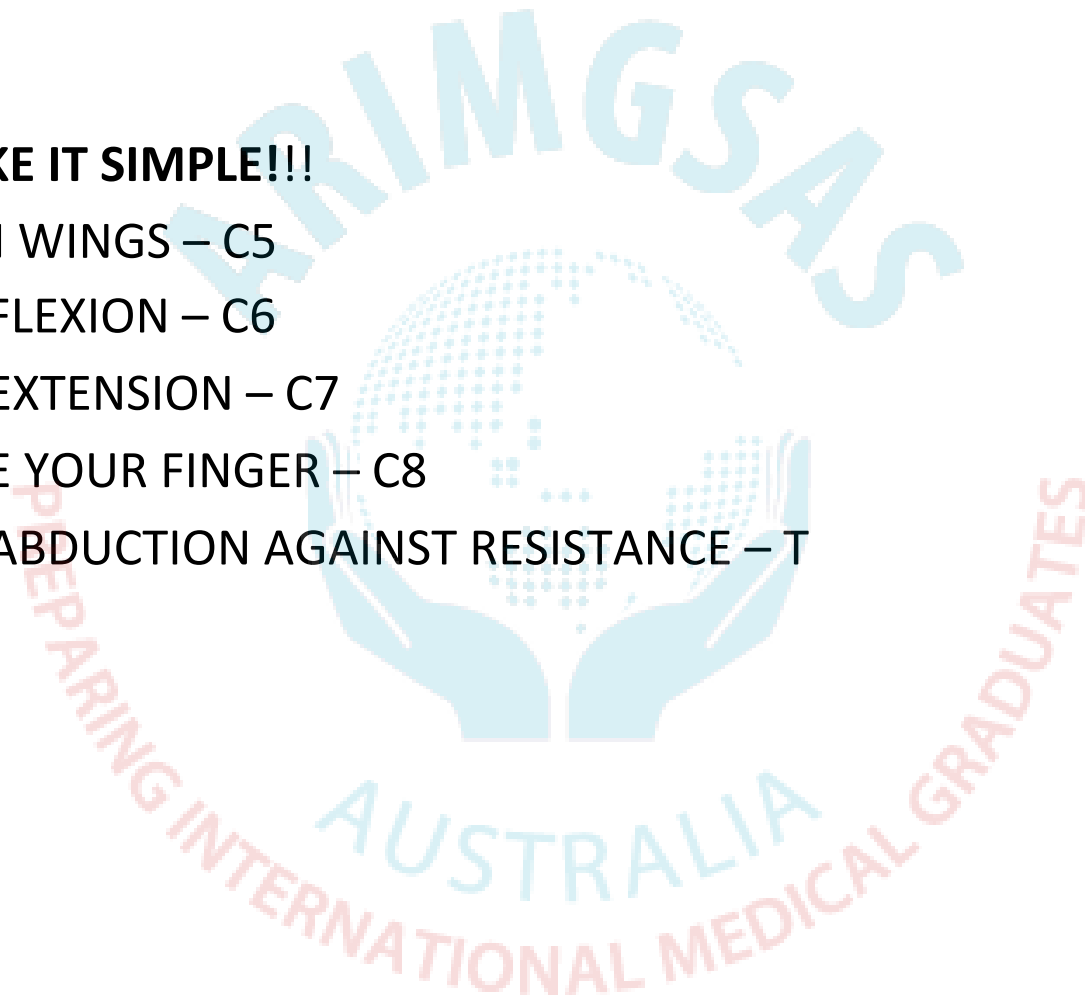 KE IT SIMPLE!!!
WINGS – C5
FLEXION – C6
EXTENSION – C7
E YOUR FINGER – C8
ABDUCTION AGAINST RESISTANCE – T
ARIMGSAS
AUSTRALIA
PREPARING INTERNATIONAL MEDICAL GRADUATES